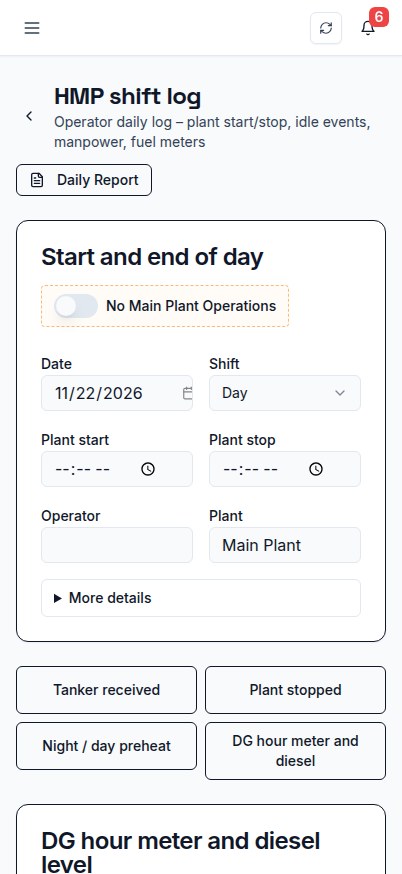 6
HMP shift log
Operator daily log – plant start/stop, idle events,
manpower, fuel meters
Daily Report
Start and end of day
No Main Plant Operations
Date
Shift
11/22/2026
Day
Plant start
Plant stop
--:-- --
--:-- --
Operator
Plant
Main Plant
More details
Tanker received
Plant stopped
Night / day preheat
DG hour meter and
diesel
DG hour meter and diesel
level